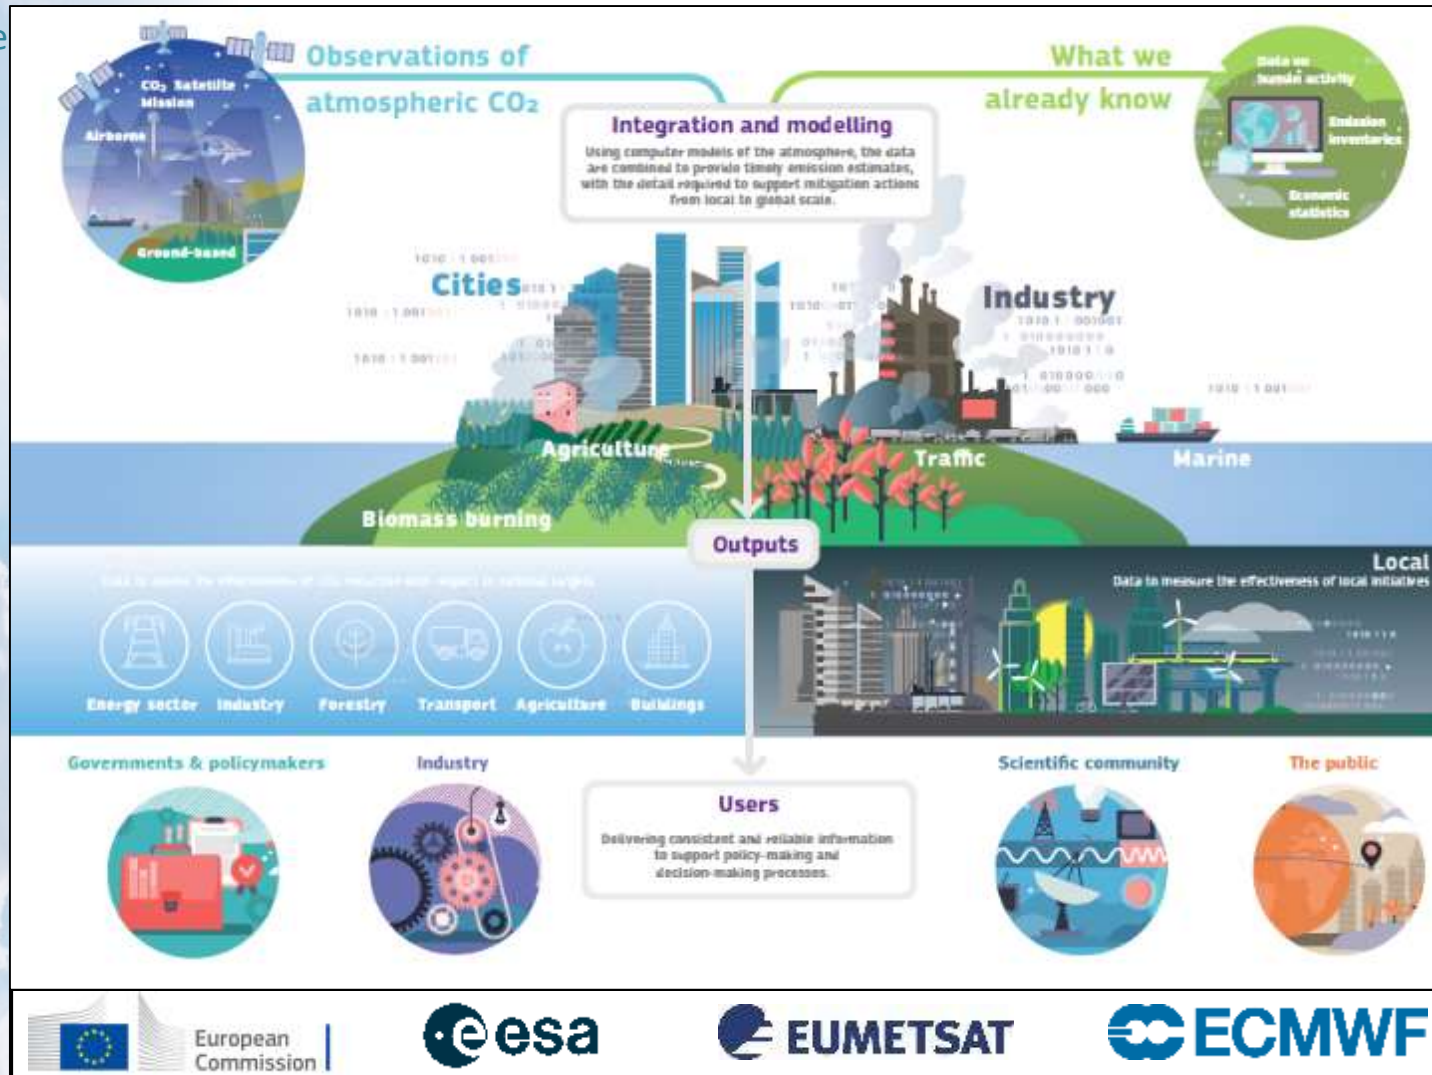 Observations of
atmospheric CO₂
What we
already know
CO₂ Satellite
Mission
Airborne
Ground-based
Data on
human activity
Emission
inventories
Economic
statistics
Integration and modelling
Using computer models of the atmosphere, the data
are combined to provide timely emission estimates,
with the detail required to support mitigation actions
from local to global scale.
Cities
Industry
Agriculture
Traffic
Marine
Biomass burning
Outputs
Local
Data to measure the effectiveness of local initiatives
Energy sector
Industry
Forestry
Transport
Agriculture
Buildings
Governments & policymakers
Industry
Users
Delivering consistent and reliable information
to support policy-making and
decision-making processes.
Scientific community
The public
European
Commission
esa
EUMETSAT
ECMWF